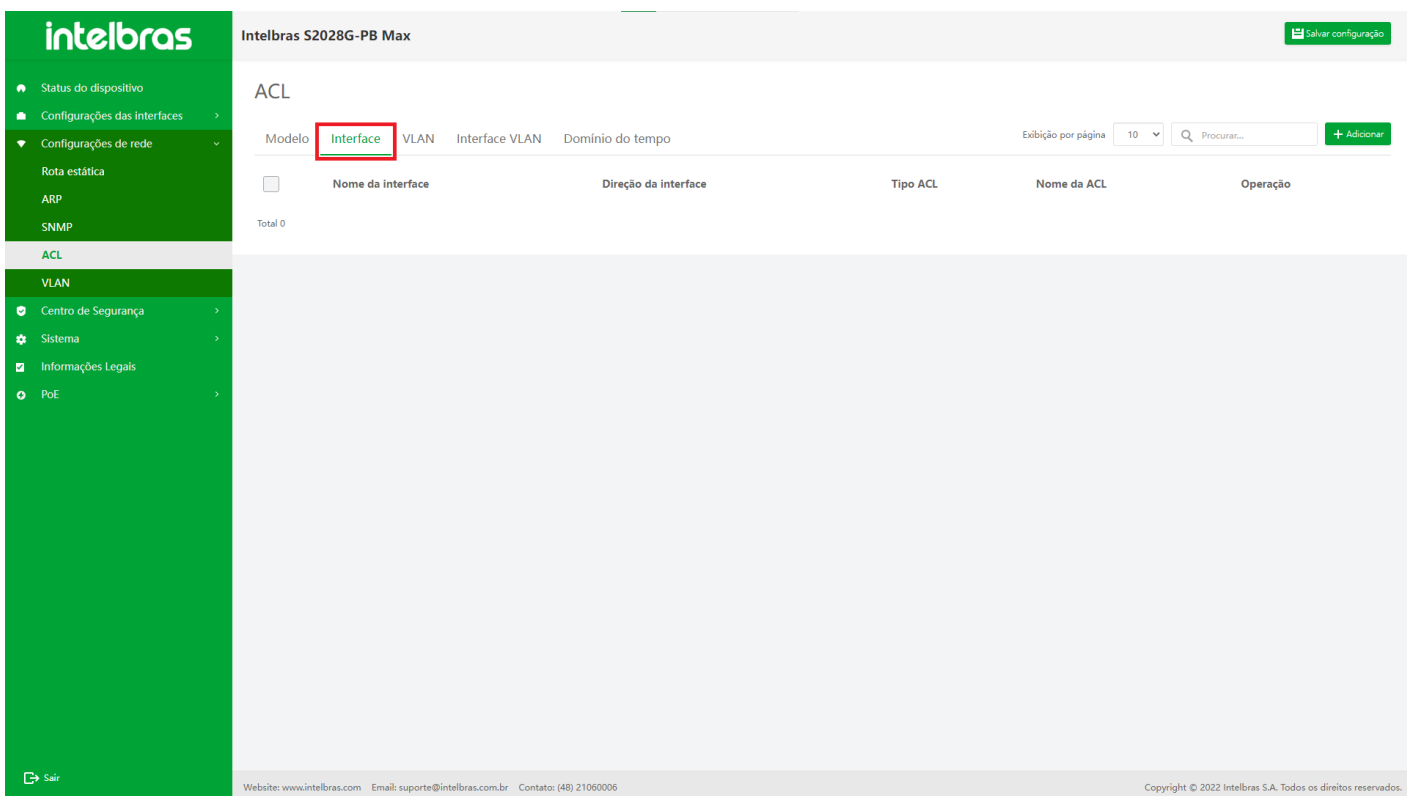 intelbras
Intelbras S2028G-PB Max
Salvar configuração
Status do dispositivo
Configurações das interfaces
Configurações de rede
Rota estática
ARP
SNMP
ACL
VLAN
Centro de Segurança
Sistema
Informações Legais
PoE
Sair
ACL
Modelo Interface VLAN Interface VLAN Domínio do tempo
Exibição por página 10 Procurar... + Adicionar
Nome da interface Direção da interface Tipo ACL Nome da ACL Operação
Total 0
Website: www.intelbras.com Email: suporte@intelbras.com.br Contato: (48) 21060006 Copyright © 2022 Intelbras S.A. Todos os direitos reservados.